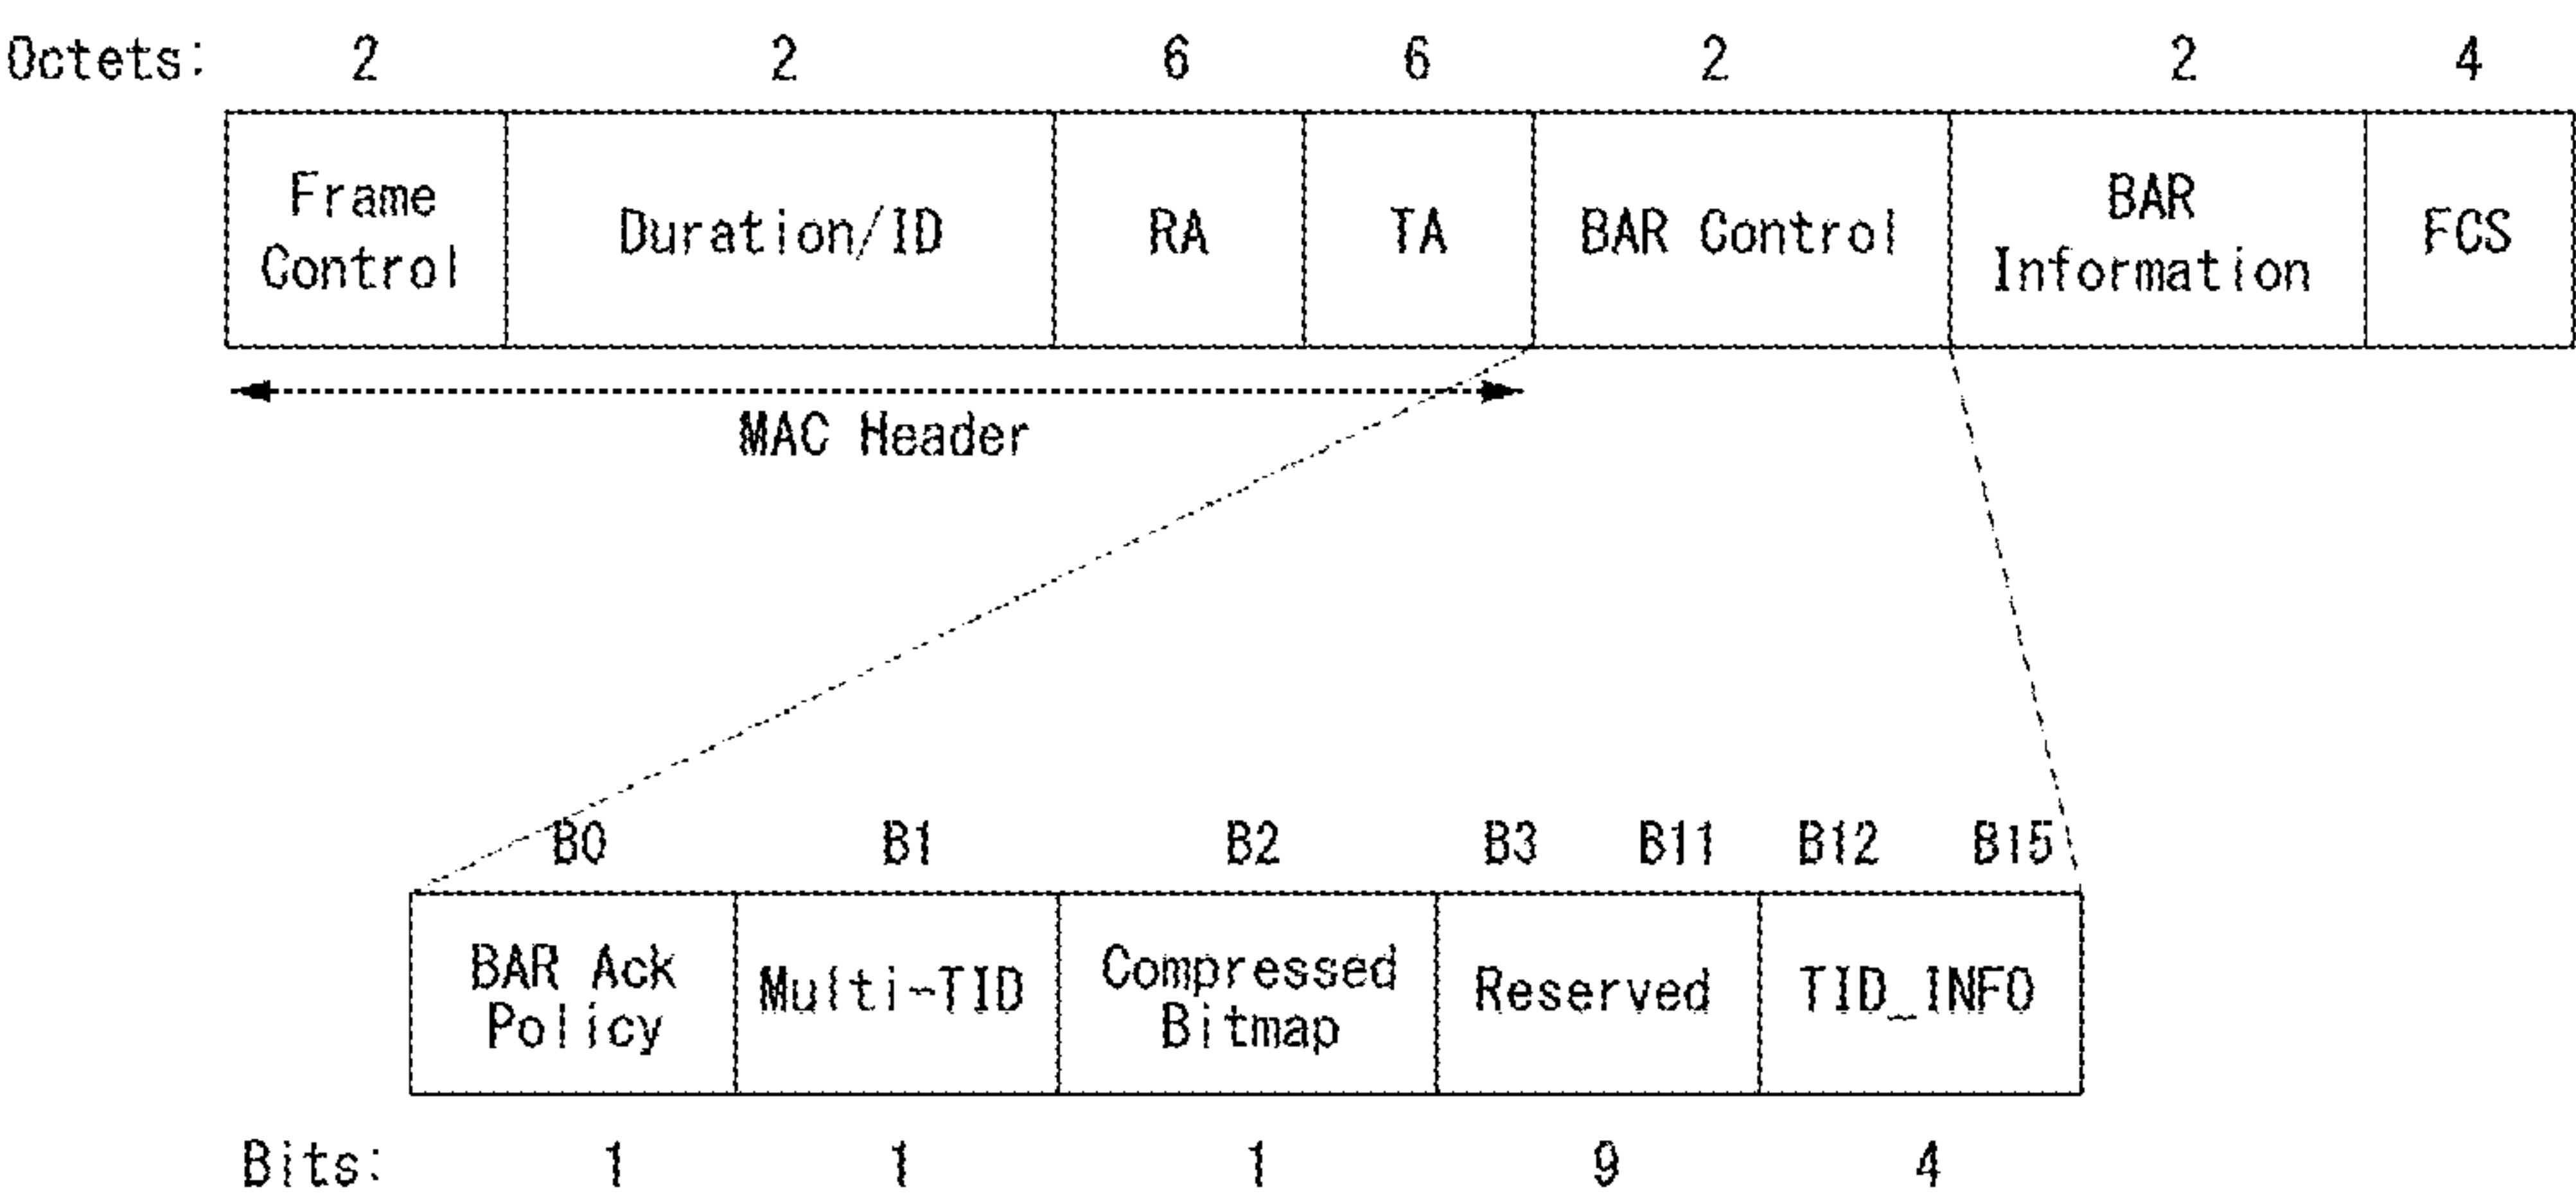 Octets: 2 2 6 6 2 2 4
Frame Control Duration/ID RA TA BAR Control BAR Information FCS
MAC Header
B0 B1 B2 B3 B11 B12 B15
BAR Ack Policy Multi-TID Compressed Bitmap Reserved TID_INFO
Bits: 1 1 1 9 4